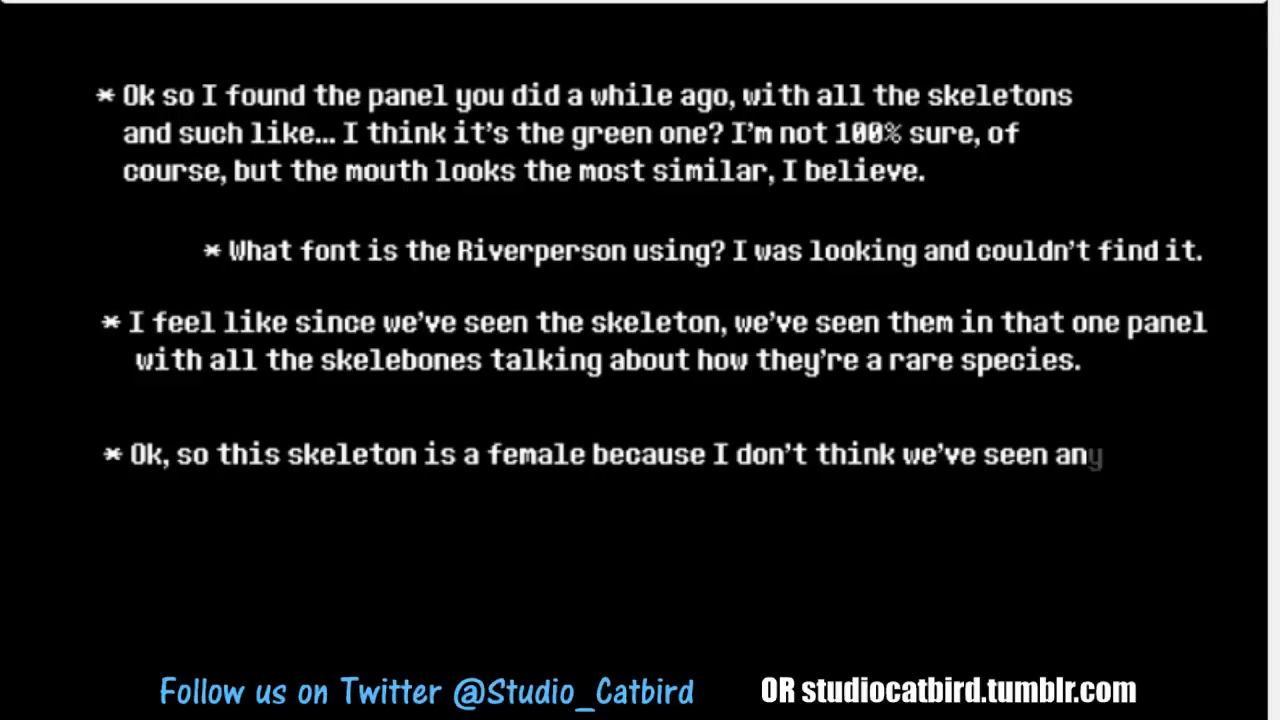 * Ok so I found the panel you did a while ago, with all the skeletons
and such like... I think it's the green one? I'm not 100% sure, of
course, but the mouth looks the most similar, I believe.
* What font is the Riverperson using? I was looking and couldn't find it.
* I feel like since we've seen the skeleton, we've seen them in that one panel
with all the skelebones talking about how they're a rare species.
* Ok, so this skeleton is a female because I don't think we've seen any
Follow us on Twitter @Studio_Catbird OR studiocatbird.tumblr.com